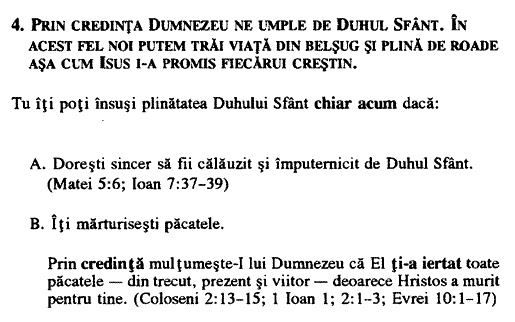 4. PRIN CREDINȚA DUMNEZEU NE UMPLE DE DUHUL SFÂNT. ÎN
ACEST FEL NOI PUTEM TRĂI VIAȚĂ DIN BELȘUG ȘI PLINĂ DE ROADE
AȘA CUM ISUS I-A PROMIS FIECĂRUI CREȘTIN.
Tu îți poți însuși plinătatea Duhului Sfânt chiar acum dacă:
A. Dorești sincer să fii călăuzit și împuternicit de Duhul Sfânt.
(Matei 5:6; Ioan 7:37-39)
B. Îți mărturisești păcatele.
Prin credință mulțumește-I lui Dumnezeu că El ți-a iertat toate
păcatele — din trecut, prezent și viitor — deoarece Hristos a murit
pentru tine. (Coloseni 2:13-15; 1 Ioan 1; 2:1-3; Evrei 10:1-17)